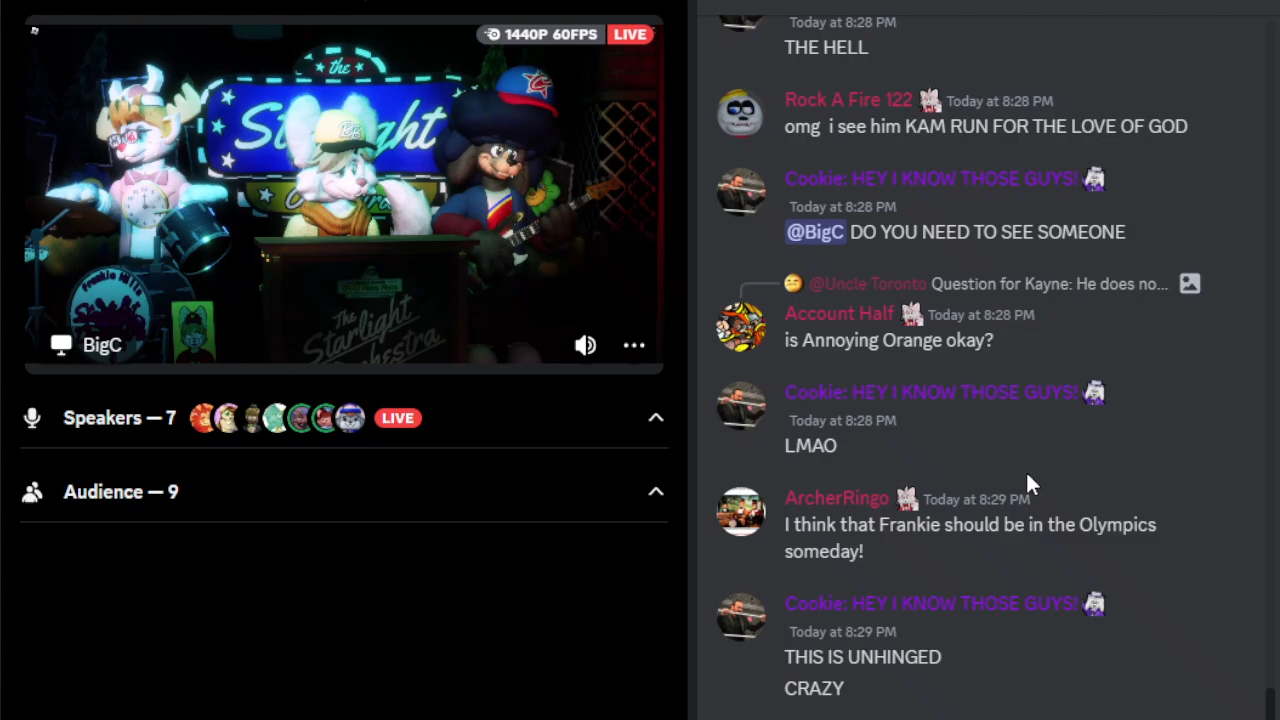 1440P 60FPS
LIVE
the
Starlight
BB
C
Frankie
The
Starlight
Orchestra
BigC
Speakers — 7
LIVE
Audience — 9
Today at 8:28 PM
THE HELL
Rock A Fire 122 Today at 8:28 PM
omg i see him KAM RUN FOR THE LOVE OF GOD
Cookie: HEY I KNOW THOSE GUYS!
Today at 8:28 PM
@BigC DO YOU NEED TO SEE SOMEONE
@Uncle Toronto Question for Kayne: He does no...
Account Half Today at 8:28 PM
is Annoying Orange okay?
Cookie: HEY I KNOW THOSE GUYS!
Today at 8:28 PM
LMAO
ArcherRingo Today at 8:29 PM
I think that Frankie should be in the Olympics
someday!
Cookie: HEY I KNOW THOSE GUYS!
Today at 8:29 PM
THIS IS UNHINGED
CRAZY